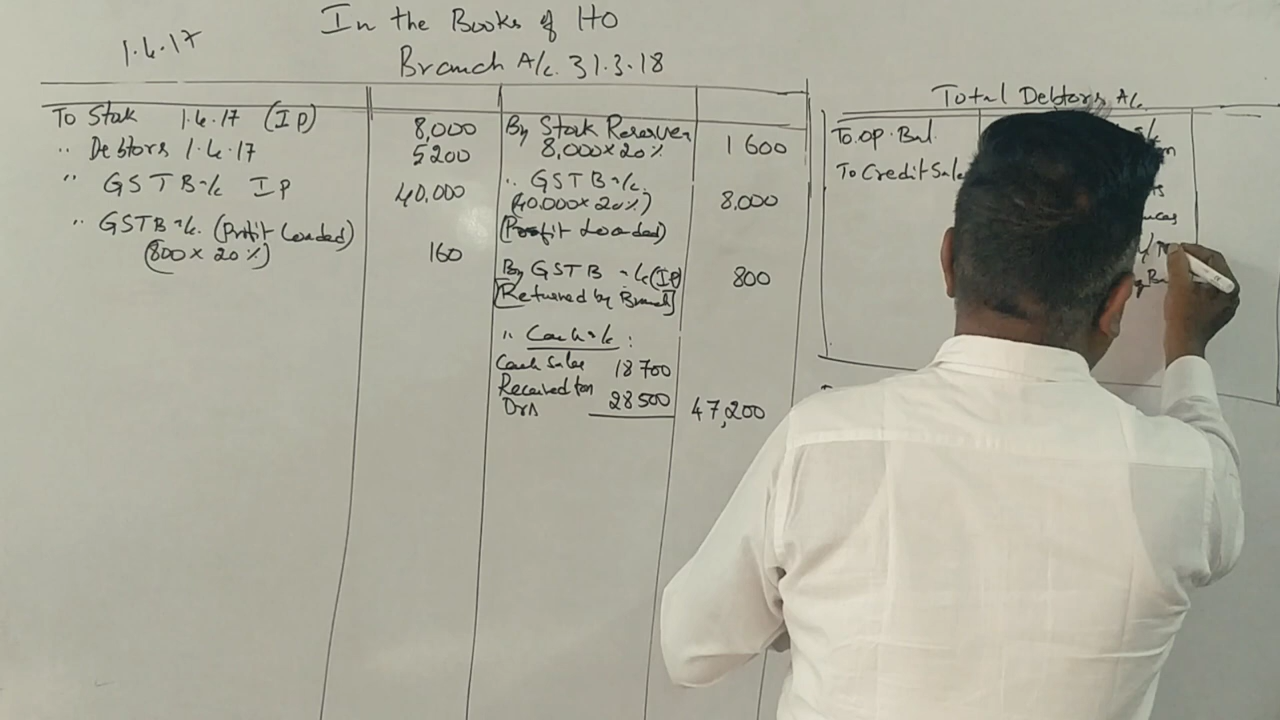 In the Books of HO
1.4.17
Branch A/c. 31.3.18
To Stock 1.4.17 (IP) 8,000
" Debtors 1.4.17 5200
" GSTB a/c IP 40,000
" GSTB a/c. (Profit Loaded)
(800 x 20%) 160
By Stock Reserve
8,000 x 20% 1600
" GSTB a/c.
(40.000 x 20%) 8.000
(Profit Loaded)
By GSTB a/c (IP) 800
[Returned by Branch]
" Cash a/c:
Cash Sales 18700
Received from
Drs 28500 47,200
Total Debtors A/c.
To. Op. Bal.
To Credit Sale